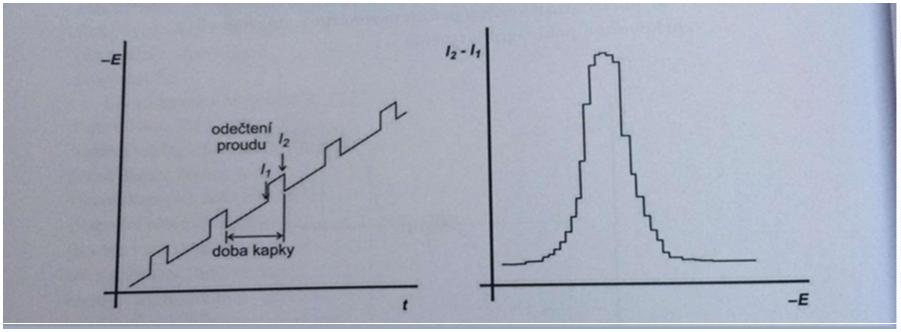 –E
odečtení
proudu
I₁
I₂
doba kapky
t
I₂ - I₁
–E